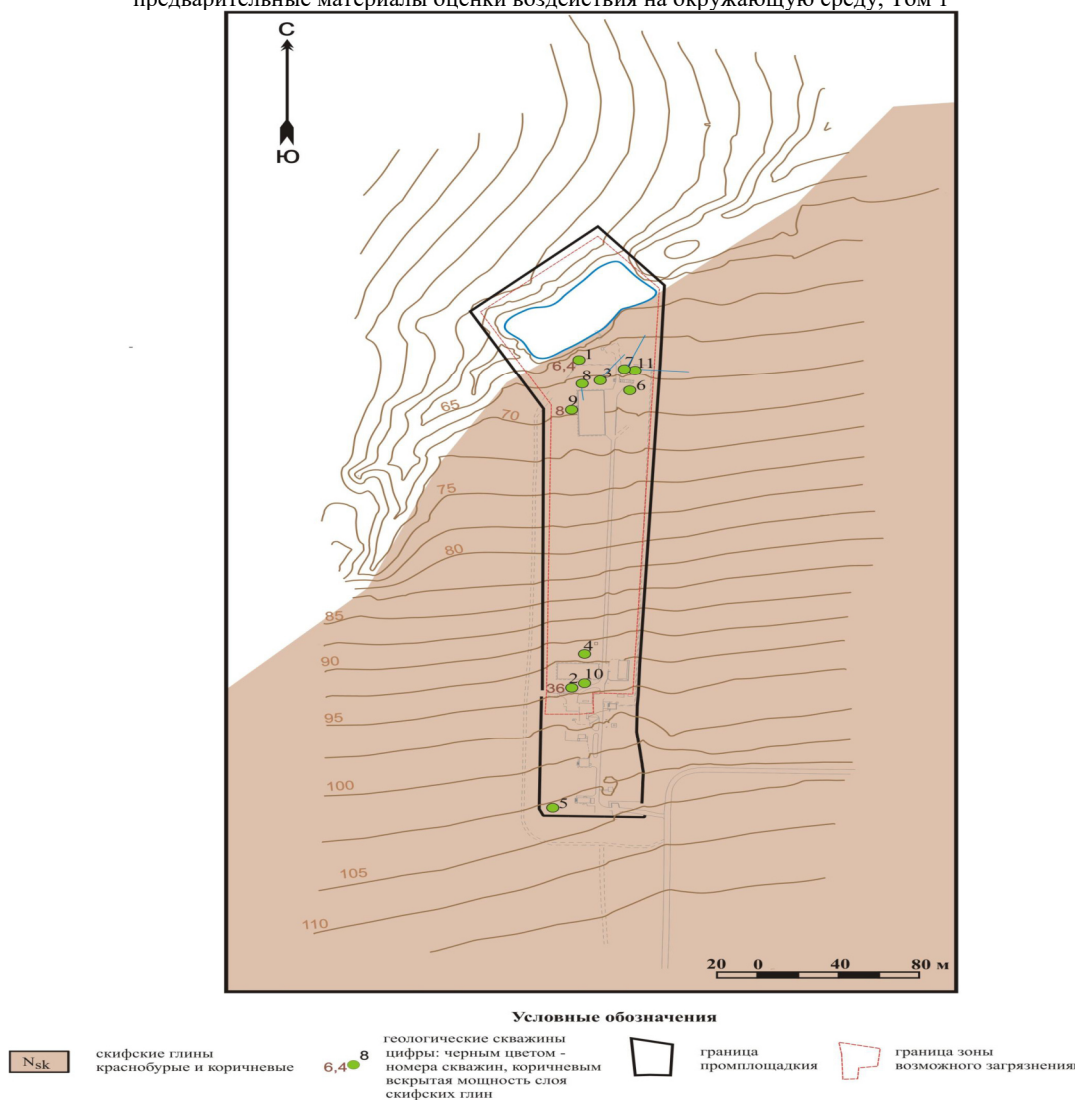 предварительные материалы оценки воздействия на окружающую среду, Том 1
С
Ю
1
6,4
7
11
8
3
6
9
8
65
70
75
80
85
4
90
10
2
36
95
100
5
105
110
20 0 40 80 м
Условные обозначения
Nsk
скифские глины
краснобурые и коричневые
6,4 8
геологические скважины
цифры: черным цветом -
номера скважин, коричневым
вскрытая мощность слоя
скифских глин
граница
промплощадкия
граница зоны
возможного загрязнения